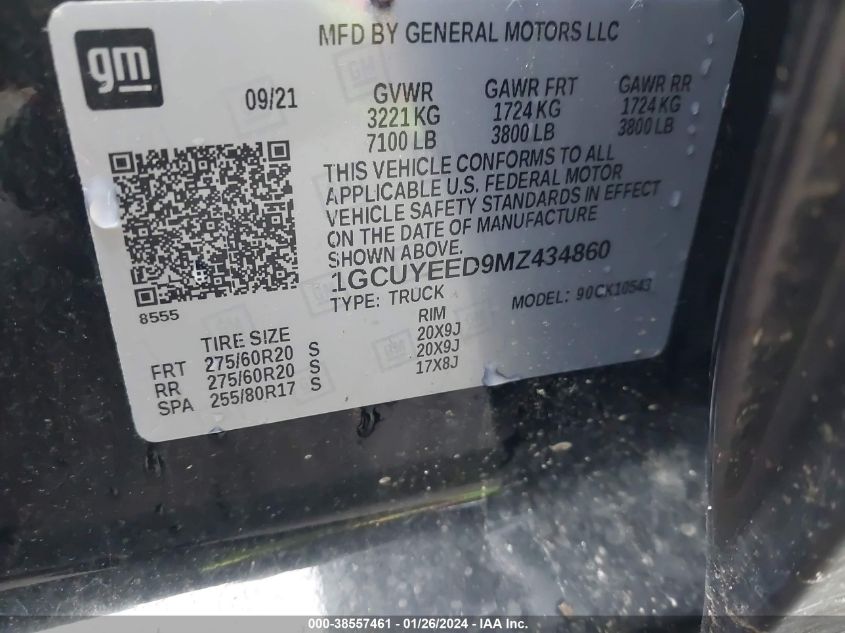 gm
MFD BY GENERAL MOTORS LLC
09/21
GVWR
3221 KG
7100 LB
GAWR FRT
1724 KG
3800 LB
GAWR RR
1724 KG
3800 LB
THIS VEHICLE CONFORMS TO ALL
APPLICABLE U.S. FEDERAL MOTOR
VEHICLE SAFETY STANDARDS IN EFFECT
ON THE DATE OF MANUFACTURE
SHOWN ABOVE.
1GCUYEED9MZ434860
TYPE: TRUCK
MODEL: 90CK10543
8555
TIRE SIZE
RIM
FRT 275/60R20 S 20X9J
RR 275/60R20 S 20X9J
SPA 255/80R17 S 17X8J
000-38557461 - 01/26/2024 - IAA Inc.